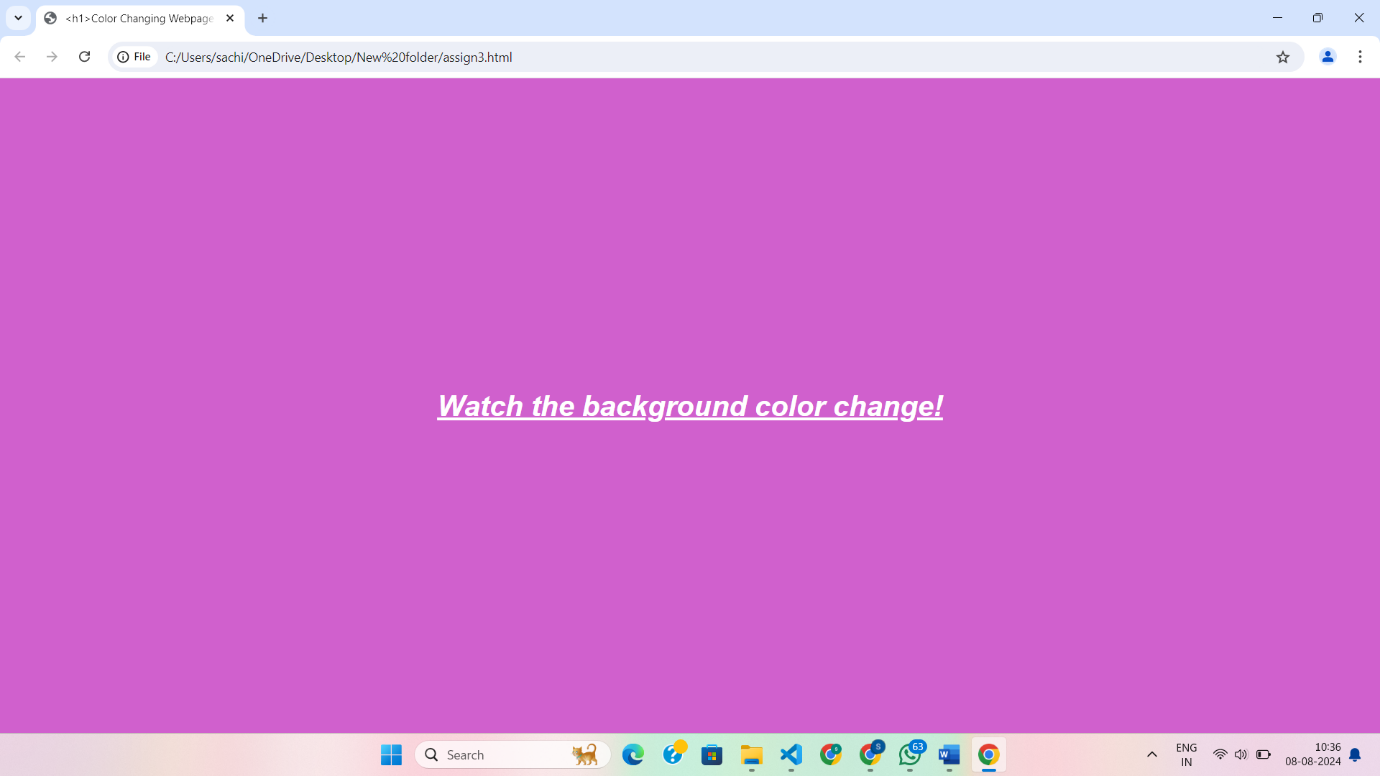 <h1>Color Changing Webpage
File
C:/Users/sachi/OneDrive/Desktop/New%20folder/assign3.html
Watch the background color change!
Search
S
63
W
ENG
IN
10:36
08-08-2024